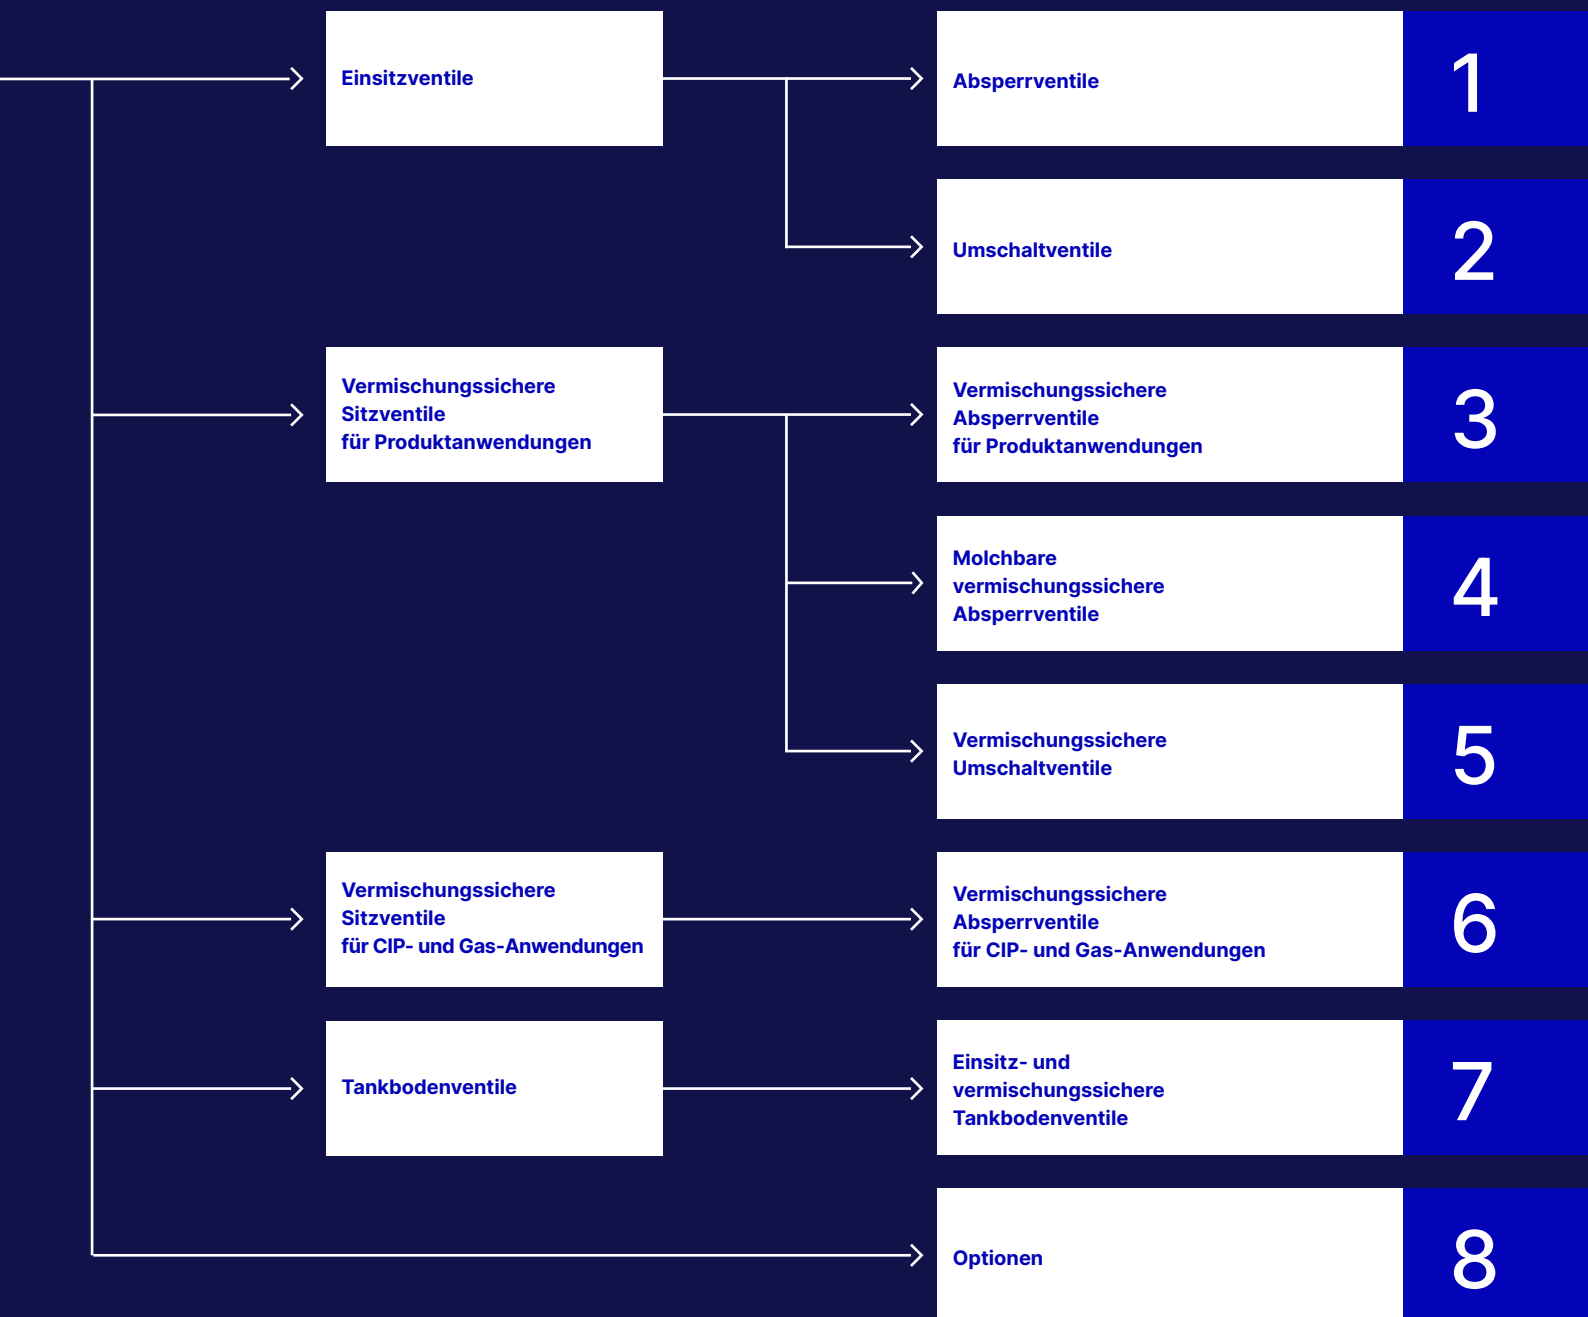 Einsitzventile
Absperrventile
1
Umschaltventile
2
Vermischungssichere
Sitzventile
für Produktanwendungen
Vermischungssichere
Absperrventile
für Produktanwendungen
3
Molchbare
vermischungssichere
Absperrventile
4
Vermischungssichere
Umschaltventile
5
Vermischungssichere
Sitzventile
für CIP- und Gas-Anwendungen
Vermischungssichere
Absperrventile
für CIP- und Gas-Anwendungen
6
Tankbodenventile
Einsitz- und
vermischungssichere
Tankbodenventile
7
Optionen
8